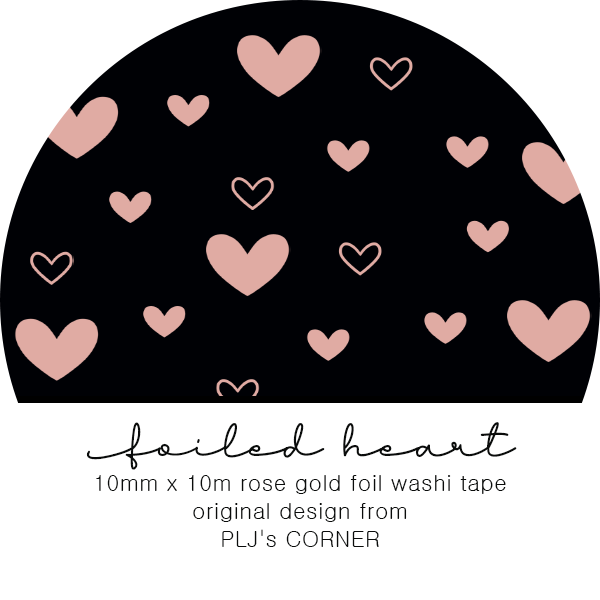 foiled heart
10mm x 10m rose gold foil washi tape
original design from
PLJ's CORNER